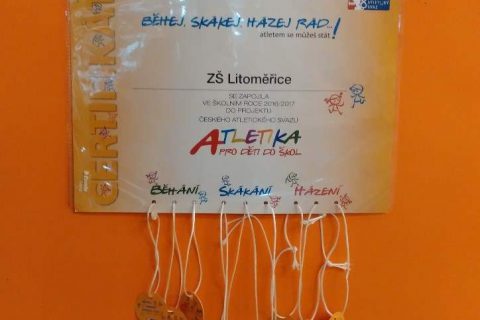 BĚHEJ, SKÁKEJ, HÁZEJ RÁD...!
atletem se můžeš stát
ZŠ Litoměřice
SE ZAPOJILA
VE ŠKOLNÍM ROCE 2016/2017
DO PROJEKTU
ČESKÉHO ATLETICKÉHO SVAZU
ATLETIKA
PRO DĚTI DO ŠKOL
BĚHÁNÍ SKÁKÁNÍ HÁZENÍ